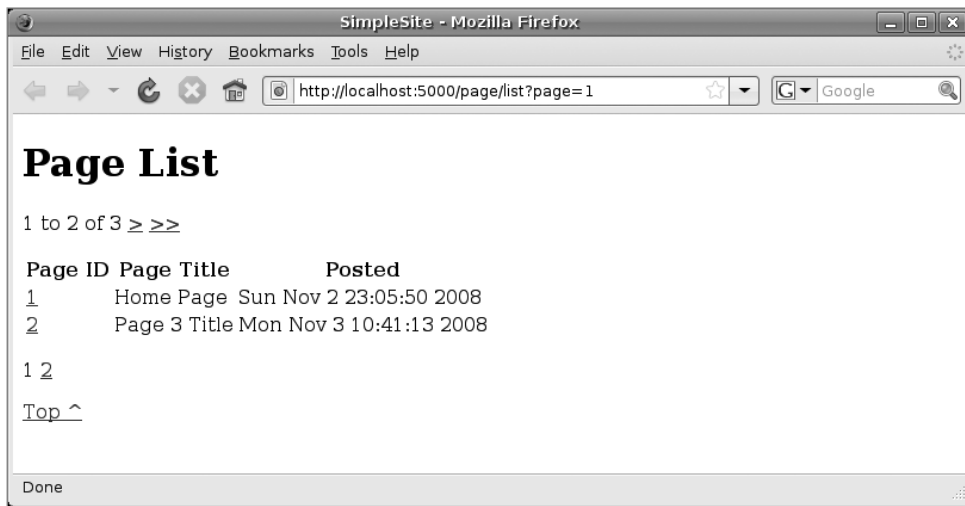 SimpleSite - Mozilla Firefox
File Edit View History Bookmarks Tools Help
http://localhost:5000/page/list?page=1 G Google
Page List
1 to 2 of 3 > >>
Page ID Page Title Posted
1 Home Page Sun Nov 2 23:05:50 2008
2 Page 3 Title Mon Nov 3 10:41:13 2008
1 2
Top ^
Done